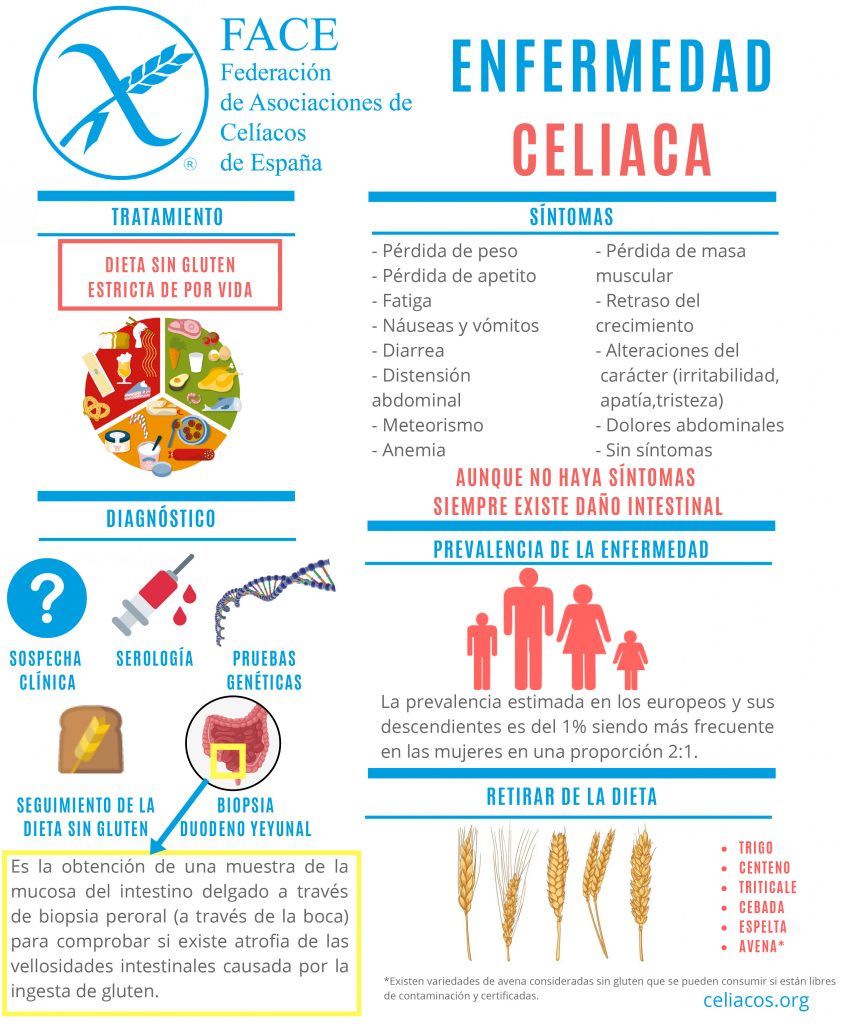 FACE
Federación
de Asociaciones de
Celíacos
de España
®
ENFERMEDAD
CELIACA
TRATAMIENTO
DIETA SIN GLUTEN
ESTRICTA DE POR VIDA
DIAGNÓSTICO
?
SOSPECHA
CLÍNICA
SEROLOGÍA
PRUEBAS
GENÉTICAS
SEGUIMIENTO DE LA
DIETA SIN GLUTEN
BIOPSIA
DUODENO YEYUNAL
Es la obtención de una muestra de la
mucosa del intestino delgado a través
de biopsia peroral (a través de la boca)
para comprobar si existe atrofia de las
vellosidades intestinales causada por la
ingesta de gluten.
SÍNTOMAS
- Pérdida de peso
- Pérdida de apetito
- Fatiga
- Náuseas y vómitos
- Diarrea
- Distensión
abdominal
- Meteorismo
- Anemia
- Pérdida de masa
muscular
- Retraso del
crecimiento
- Alteraciones del
carácter (irritabilidad,
apatía,tristeza)
- Dolores abdominales
- Sin síntomas
AUNQUE NO HAYA SÍNTOMAS
SIEMPRE EXISTE DAÑO INTESTINAL
PREVALENCIA DE LA ENFERMEDAD
La prevalencia estimada en los europeos y sus
descendientes es del 1% siendo más frecuente
en las mujeres en una proporción 2:1.
RETIRAR DE LA DIETA
• TRIGO
• CENTENO
• TRITICALE
• CEBADA
• ESPELTA
• AVENA*
*Existen variedades de avena consideradas sin gluten que se pueden consumir si están libres
de contaminación y certificadas.
celiacos.org